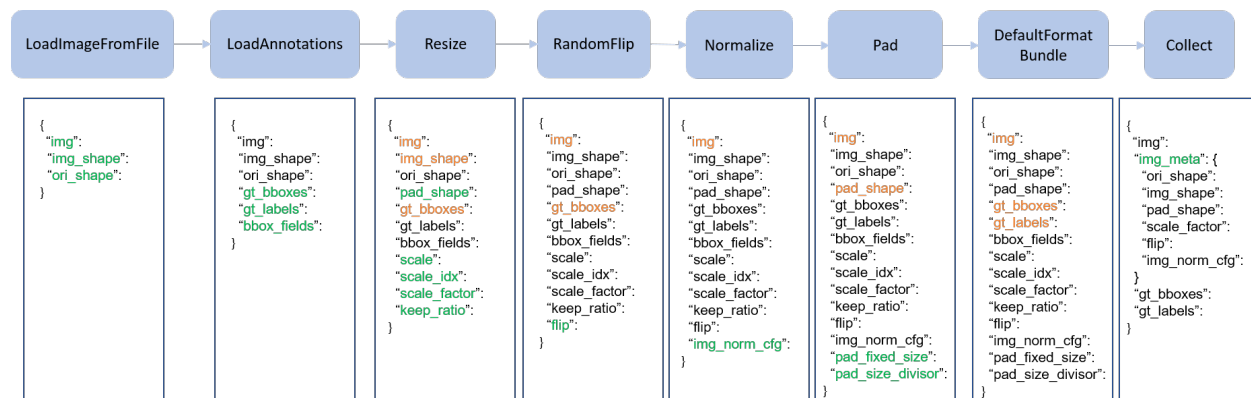 LoadImageFromFile
LoadAnnotations
Resize
RandomFlip
Normalize
Pad
DefaultFormat
Bundle
Collect
{
“img”:
“img_shape”:
“ori_shape”:
}
{
“img”:
“img_shape”:
“ori_shape”:
“gt_bboxes”:
“gt_labels”:
“bbox_fields”:
}
{
“img”:
“img_shape”:
“ori_shape”:
“pad_shape”:
“gt_bboxes”:
“gt_labels”:
“bbox_fields”:
“scale”:
“scale_idx”:
“scale_factor”:
“keep_ratio”:
}
{
“img”:
“img_shape”:
“ori_shape”:
“pad_shape”:
“gt_bboxes”:
“gt_labels”:
“bbox_fields”:
“scale”:
“scale_idx”:
“scale_factor”:
“keep_ratio”:
“flip”:
}
{
“img”:
“img_shape”:
“ori_shape”:
“pad_shape”:
“gt_bboxes”:
“gt_labels”:
“bbox_fields”:
“scale”:
“scale_idx”:
“scale_factor”:
“keep_ratio”:
“flip”:
“img_norm_cfg”:
}
{
“img”:
“img_shape”:
“ori_shape”:
“pad_shape”:
“gt_bboxes”:
“gt_labels”:
“bbox_fields”:
“scale”:
“scale_idx”:
“scale_factor”:
“keep_ratio”:
“flip”:
“img_norm_cfg”:
“pad_fixed_size”:
“pad_size_divisor”:
}
{
“img”:
“img_shape”:
“ori_shape”:
“pad_shape”:
“gt_bboxes”:
“gt_labels”:
“bbox_fields”:
“scale”:
“scale_idx”:
“scale_factor”:
“keep_ratio”:
“flip”:
“img_norm_cfg”:
“pad_fixed_size”:
“pad_size_divisor”:
}
{
“img”:
“img_meta”: {
“ori_shape”:
“img_shape”:
“pad_shape”:
“scale_factor”:
“flip”:
“img_norm_cfg”:
}
“gt_bboxes”:
“gt_labels”:
}